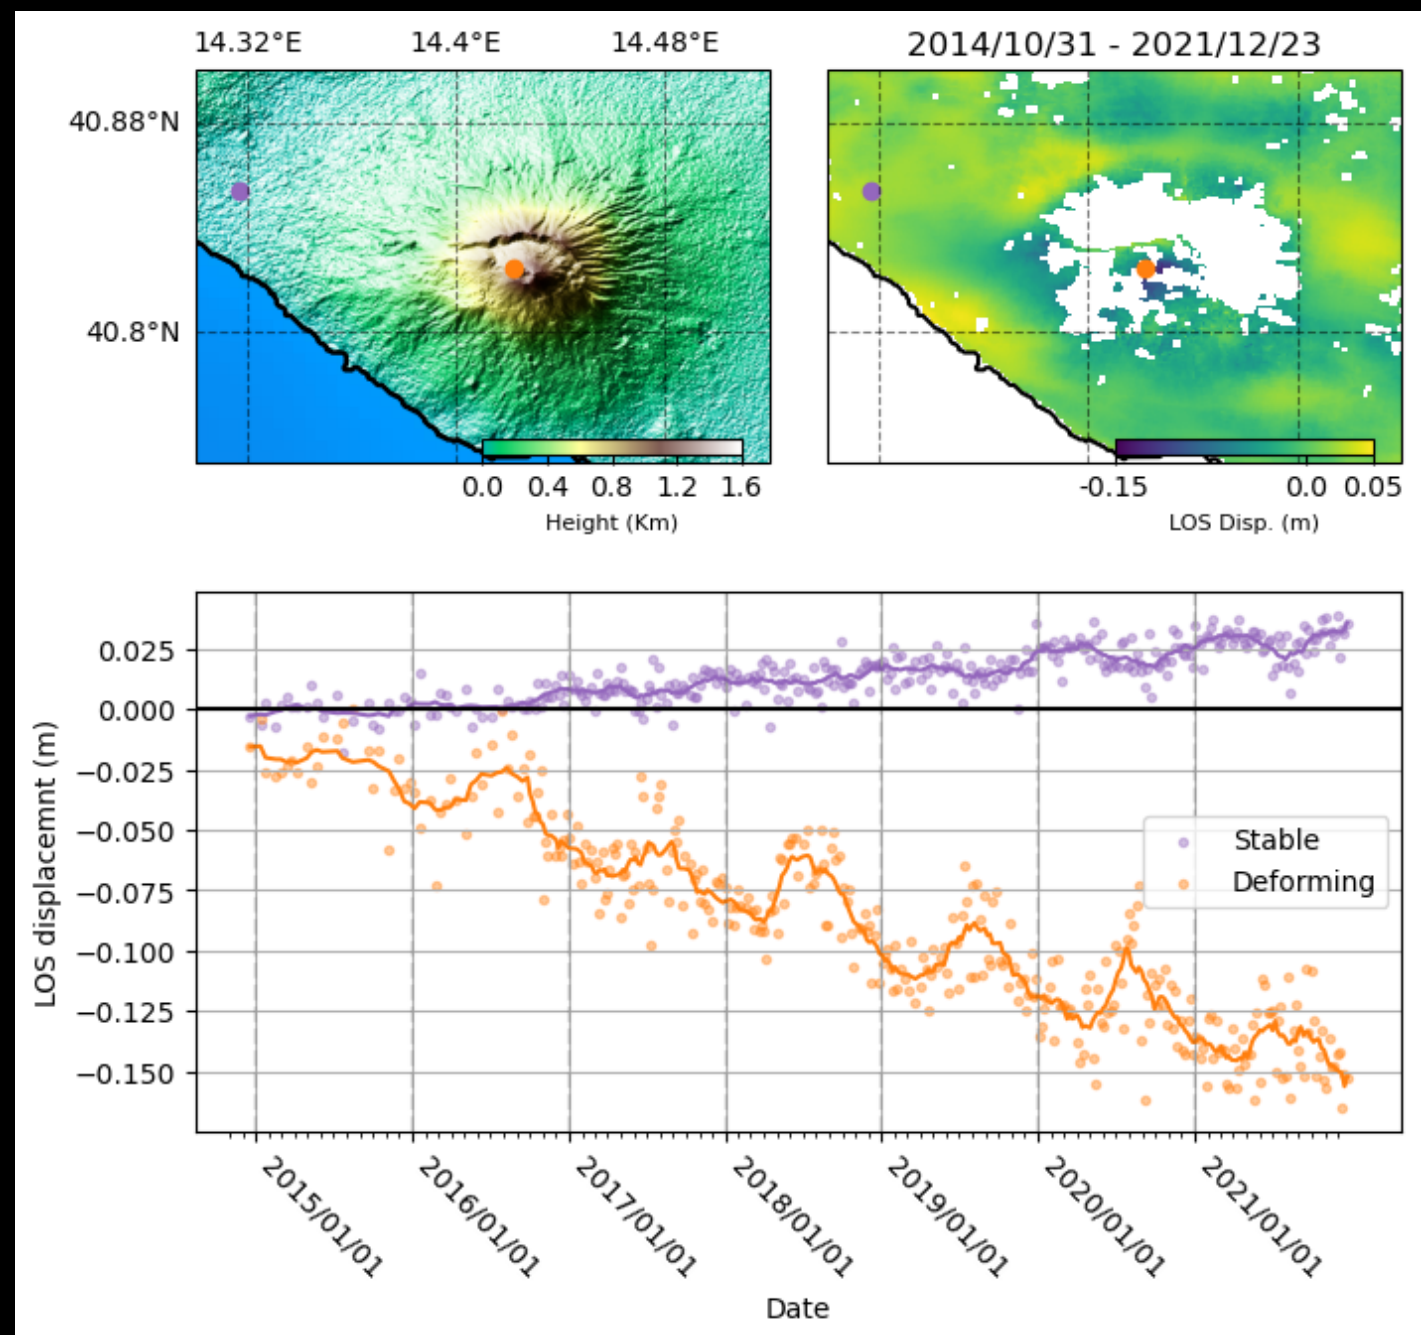 14.32°E 14.4°E 14.48°E
2014/10/31 - 2021/12/23
40.88°N
40.8°N
0.0 0.4 0.8 1.2 1.6
Height (Km)
-0.15 0.0 0.05
LOS Disp. (m)
LOS displacemnt (m)
0.025
0.000
−0.025
−0.050
−0.075
−0.100
−0.125
−0.150
Stable
Deforming
2015/01/01
2016/01/01
2017/01/01
2018/01/01
2019/01/01
2020/01/01
2021/01/01
Date